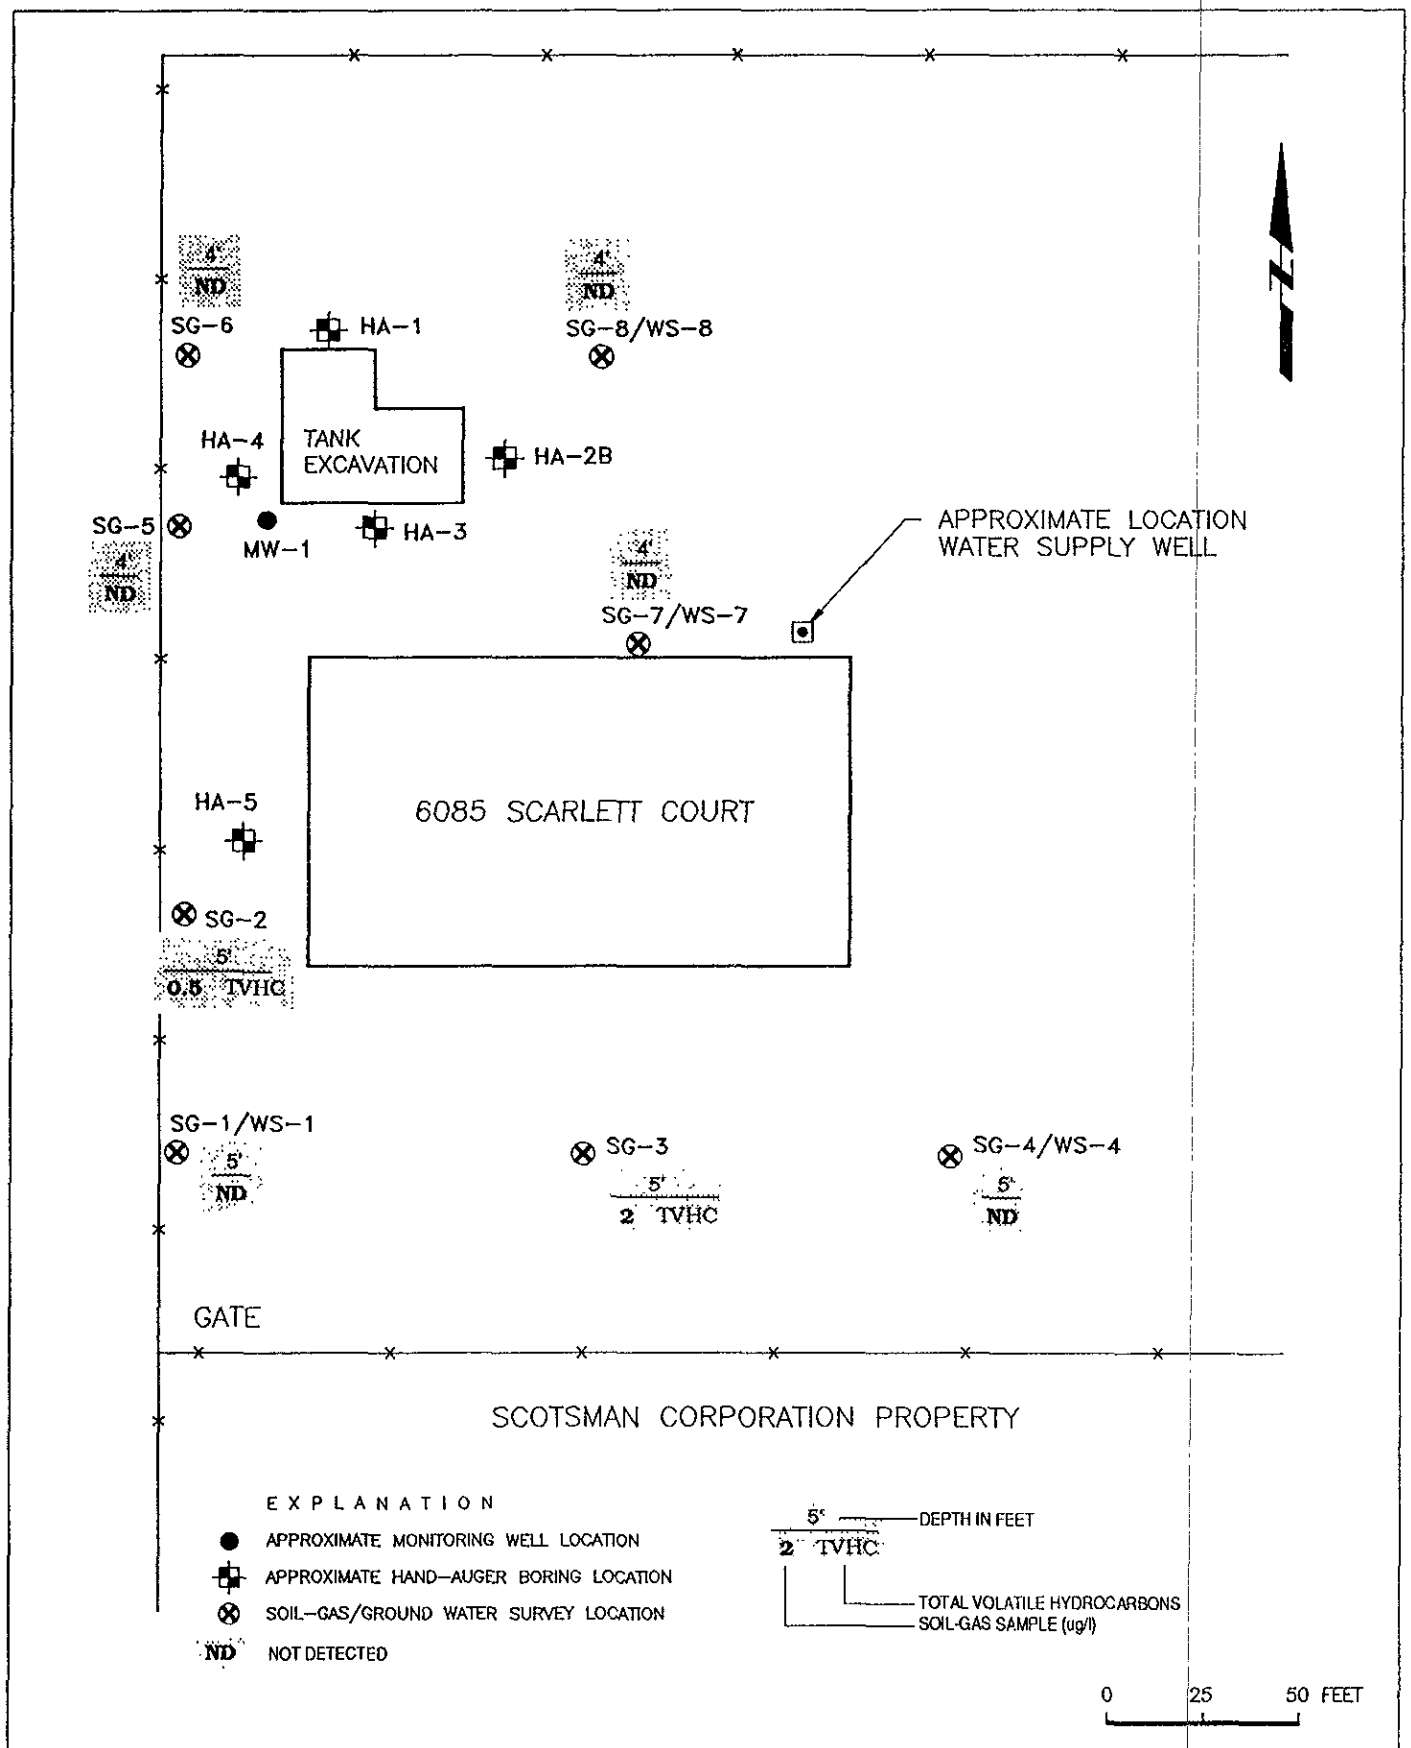 4'
ND
4'
ND
SG-6
HA-1
SG-8/WS-8
N
HA-4
TANK
EXCAVATION
HA-2B
SG-5
MW-1
HA-3
APPROXIMATE LOCATION
WATER SUPPLY WELL
4'
ND
4'
ND
SG-7/WS-7
HA-5
6085 SCARLETT COURT
SG-2
5'
0.5 TVHC
SG-1/WS-1
5'
ND
SG-3
5'
2 TVHC
SG-4/WS-4
5'
ND
GATE
SCOTSMAN CORPORATION PROPERTY
EXPLANATION
APPROXIMATE MONITORING WELL LOCATION
APPROXIMATE HAND-AUGER BORING LOCATION
SOIL-GAS/GROUND WATER SURVEY LOCATION
ND NOT DETECTED
5' DEPTH IN FEET
2 TVHC
TOTAL VOLATILE HYDROCARBONS
SOIL-GAS SAMPLE (ug/l)
0 25 50 FEET